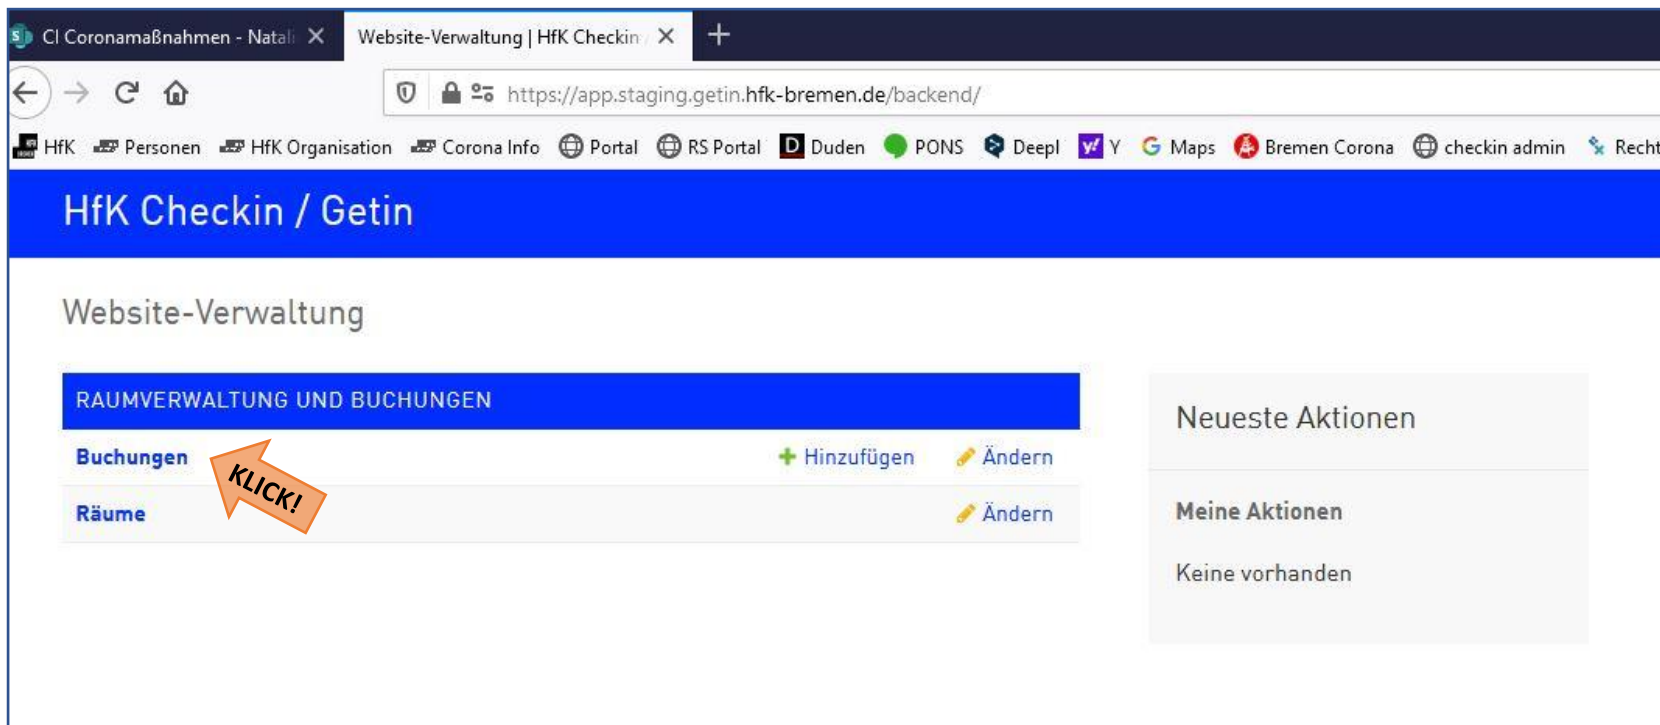 CI Coronamaßnahmen - Natali
Website-Verwaltung | HfK Checkin /
https://app.staging.getin.hfk-bremen.de/backend/
HfK Personen HfK Organisation Corona Info Portal RS Portal D Duden PONS Deepl Y Maps Bremen Corona checkin admin Recht
HfK Checkin / Getin
Website-Verwaltung
RAUMVERWALTUNG UND BUCHUNGEN
Buchungen
KLICK!
Hinzufügen
Ändern
Räume
Ändern
Neueste Aktionen
Meine Aktionen
Keine vorhanden